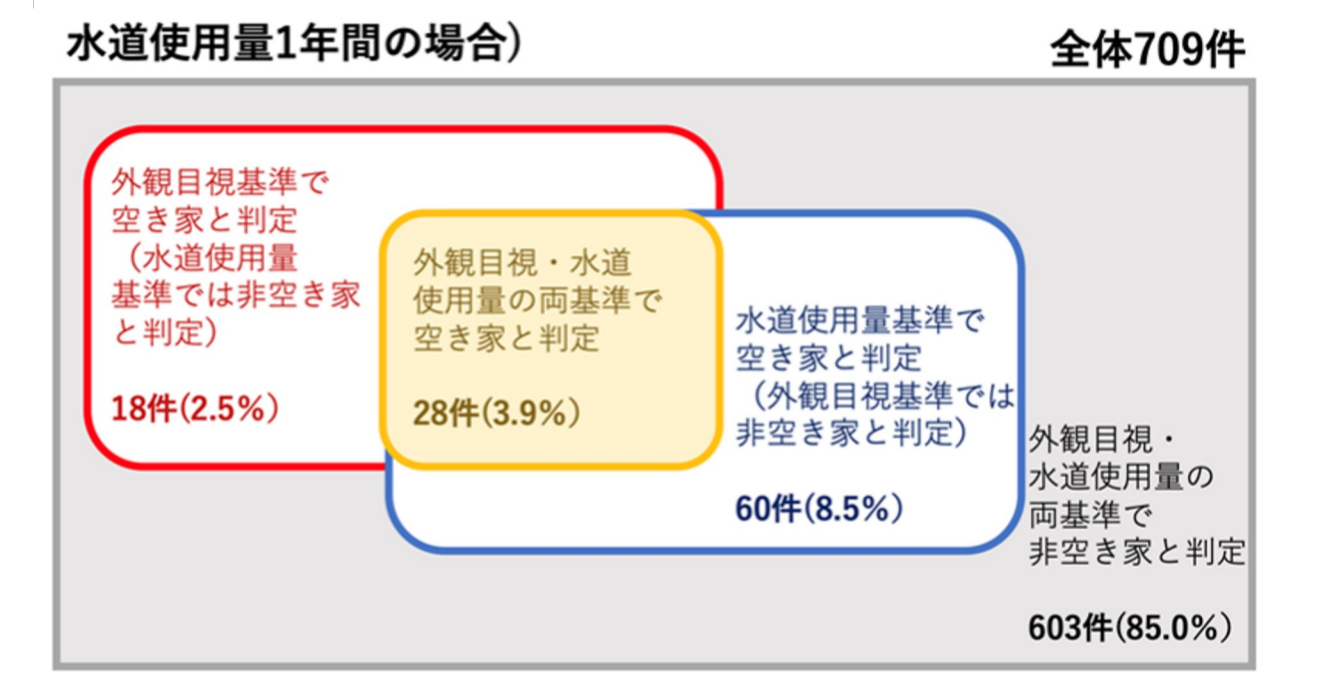 水道使用量1年間の場合)
全体709件
外観目視基準で
空き家と判定
（水道使用量
基準では非空き家
と判定）
18件(2.5%）
外観目視・水道
使用量の両基準で
空き家と判定
28件(3.9%）
水道使用量基準で
空き家と判定
（外観目視基準では
非空き家と判定）
60件(8.5%）
外観目視・
水道使用量の
両基準で
非空き家と判定
603件(85.0%）